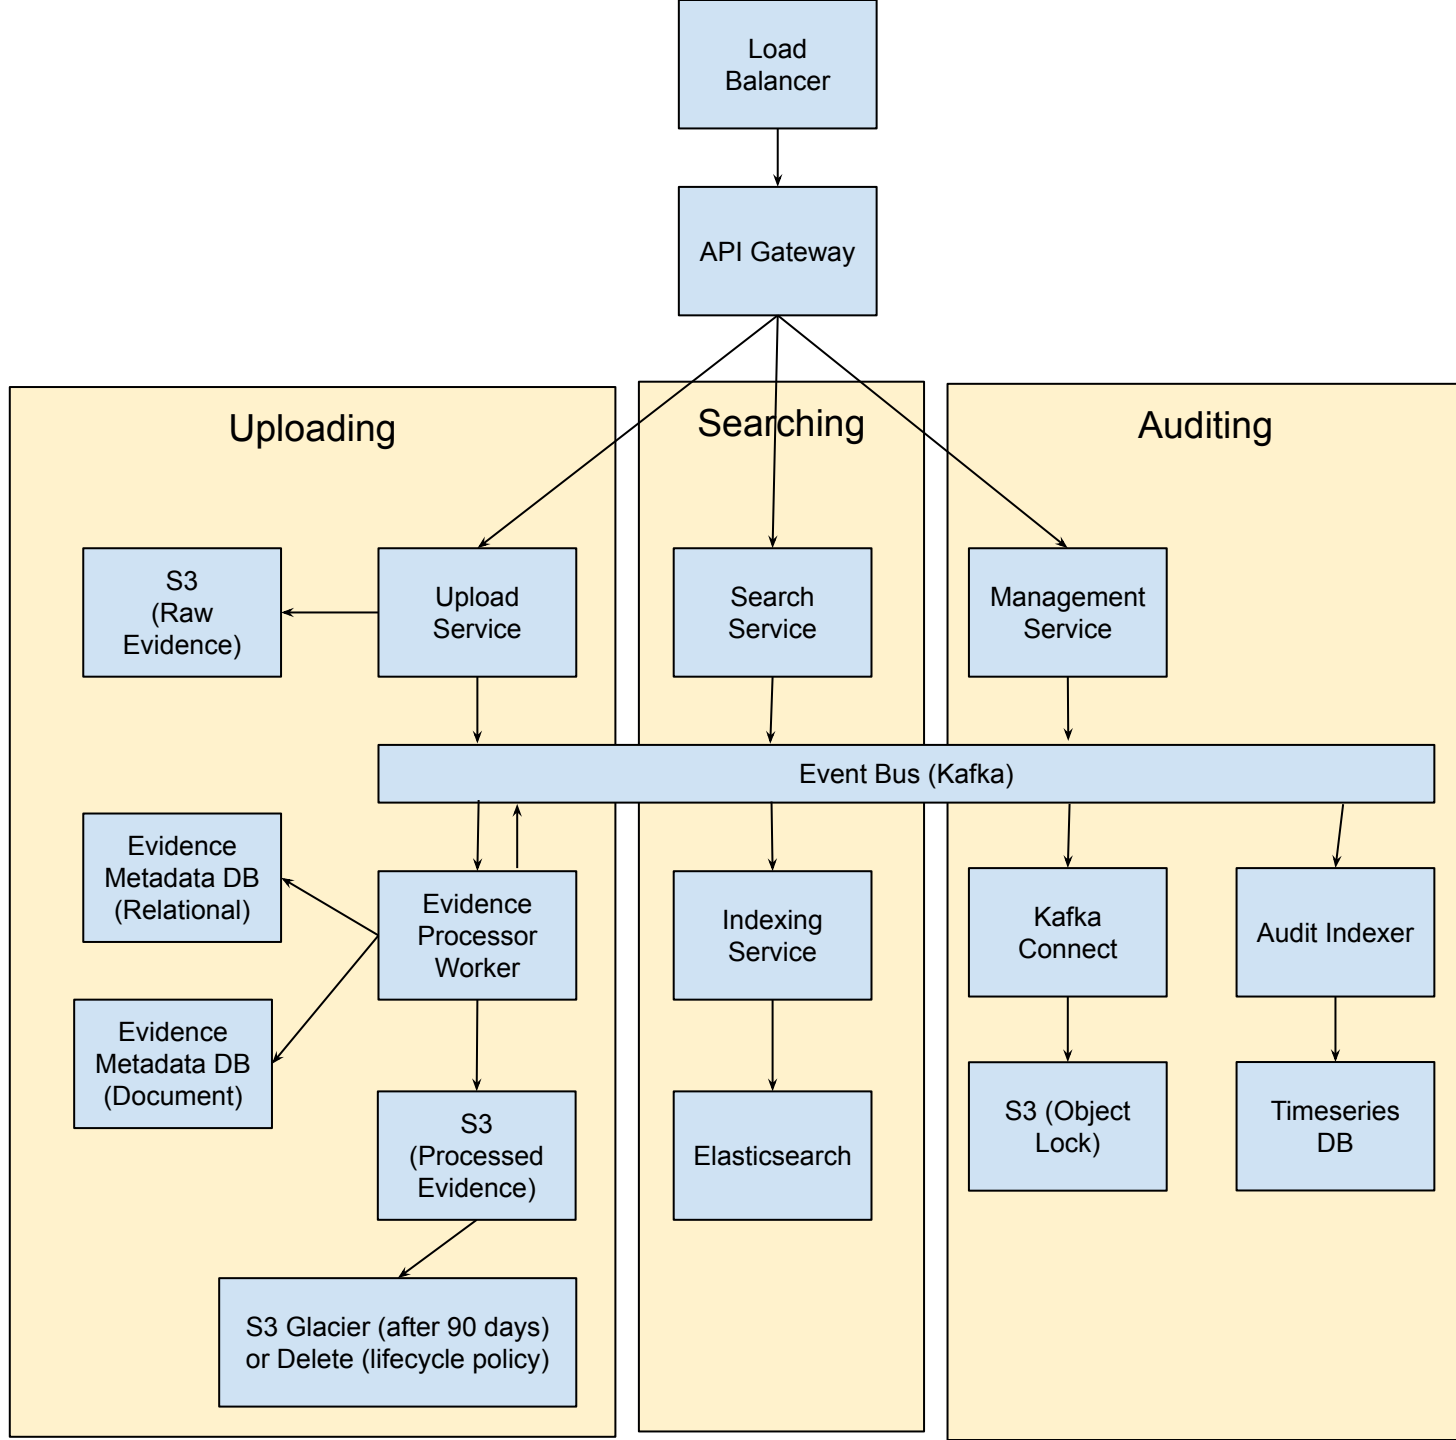 Load
Balancer
API Gateway
Uploading
Searching
Auditing
S3
(Raw
Evidence)
Upload
Service
Search
Service
Management
Service
Event Bus (Kafka)
Evidence
Metadata DB
(Relational)
Evidence
Processor
Worker
Indexing
Service
Kafka
Connect
Audit Indexer
Evidence
Metadata DB
(Document)
S3
(Processed
Evidence)
Elasticsearch
S3 (Object
Lock)
Timeseries
DB
S3 Glacier (after 90 days)
or Delete (lifecycle policy)